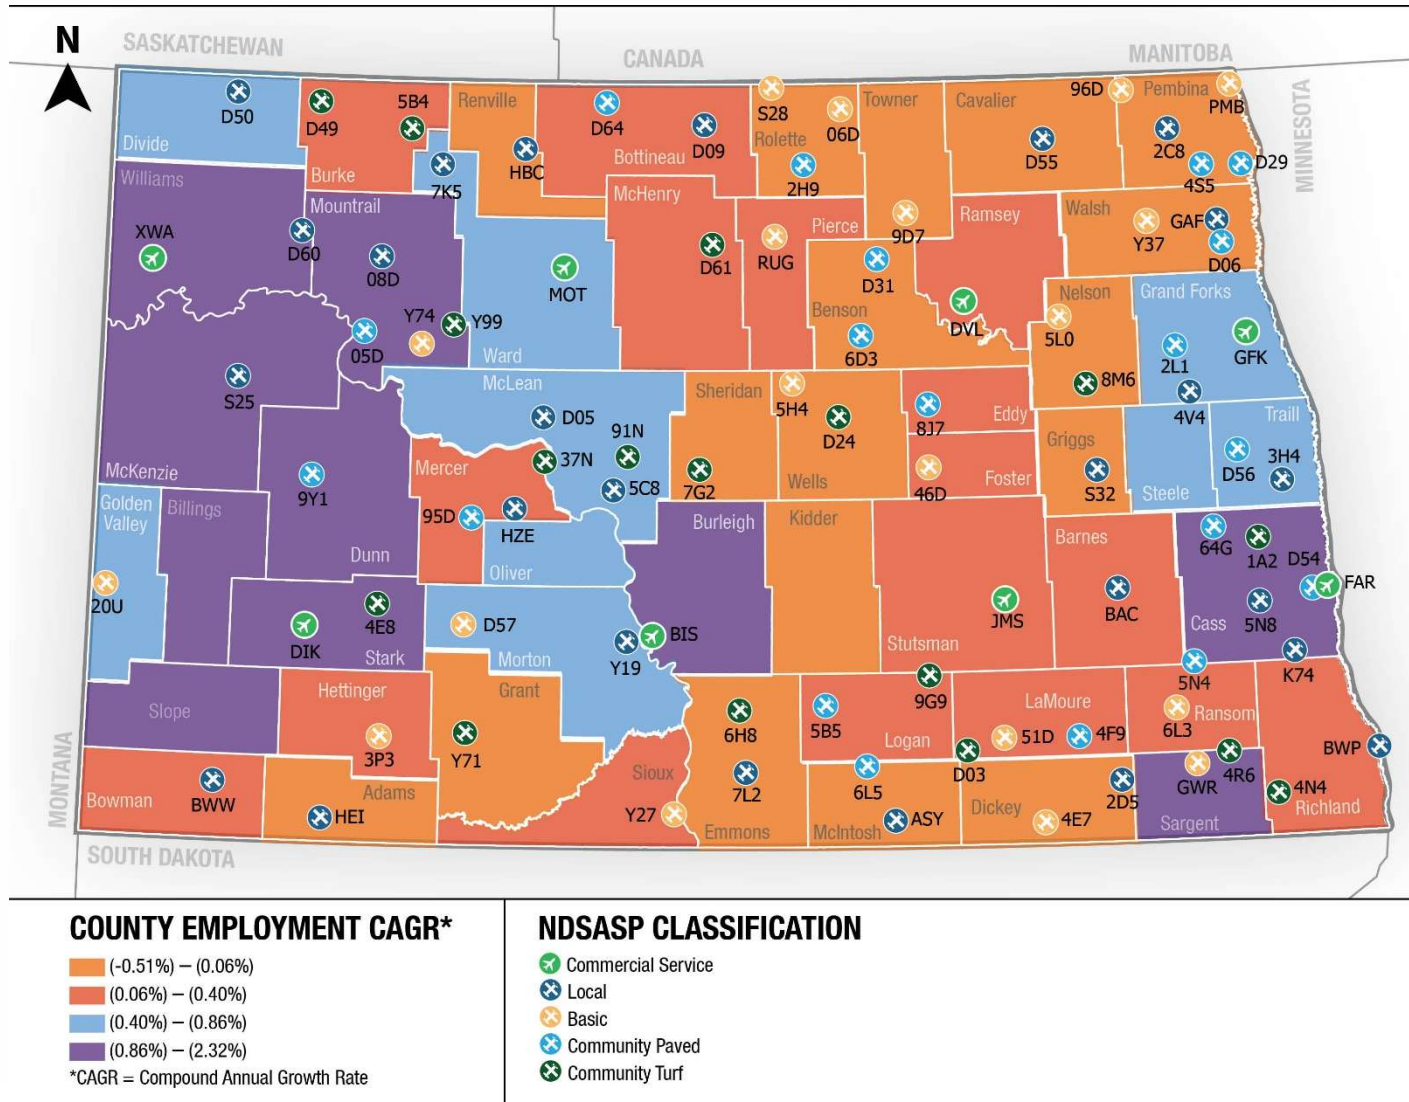 N
SASKATCHEWAN
CANADA
MANITOBA
MINNESOTA
MONTANA
SOUTH DAKOTA
D50
Divide
D49
5B4
Burke
7K5
Renville
HBC
D64
D09
Bottineau
S28
06D
Rolette
2H9
Towner
9D7
Cavalier
D55
96D
Pembina
PMB
2C8
4S5
D29
Williams
XWA
D60
Mountrail
08D
Y74
Y99
05D
MOT
Ward
McHenry
D61
Pierce
RUG
D31
Benson
6D3
Ramsey
DVL
Walsh
GAF
Y37
D06
Nelson
5L0
8M6
Grand Forks
2L1
GFK
4V4
S25
McKenzie
McLean
D05
91N
37N
5C8
Sheridan
7G2
5H4
D24
Wells
8J7
Eddy
Foster
46D
Griggs
S32
Steele
Traill
D56
3H4
Golden
Valley
20U
Billings
9Y1
Dunn
Mercer
95D
HZE
Oliver
Burleigh
Kidder
JMS
Stutsman
Barnes
BAC
64G
1A2
D54
FAR
5N8
Cass
K74
DIK
4E8
Stark
D57
Morton
Y19
BIS
Slope
Hettinger
3P3
Grant
Y71
Bowman
BWW
Adams
HEI
Sioux
Y27
6H8
7L2
Emmons
5B5
9G9
Logan
6L5
ASY
McIntosh
LaMoure
51D
4F9
D03
Dickey
4E7
2D5
5N4
6L3
Ransom
4R6
GWR
Sargent
BWP
4N4
Richland
COUNTY EMPLOYMENT CAGR*
(-0.51%) – (0.06%)
(0.06%) – (0.40%)
(0.40%) – (0.86%)
(0.86%) – (2.32%)
*CAGR = Compound Annual Growth Rate
NDSASP CLASSIFICATION
Commercial Service
Local
Basic
Community Paved
Community Turf